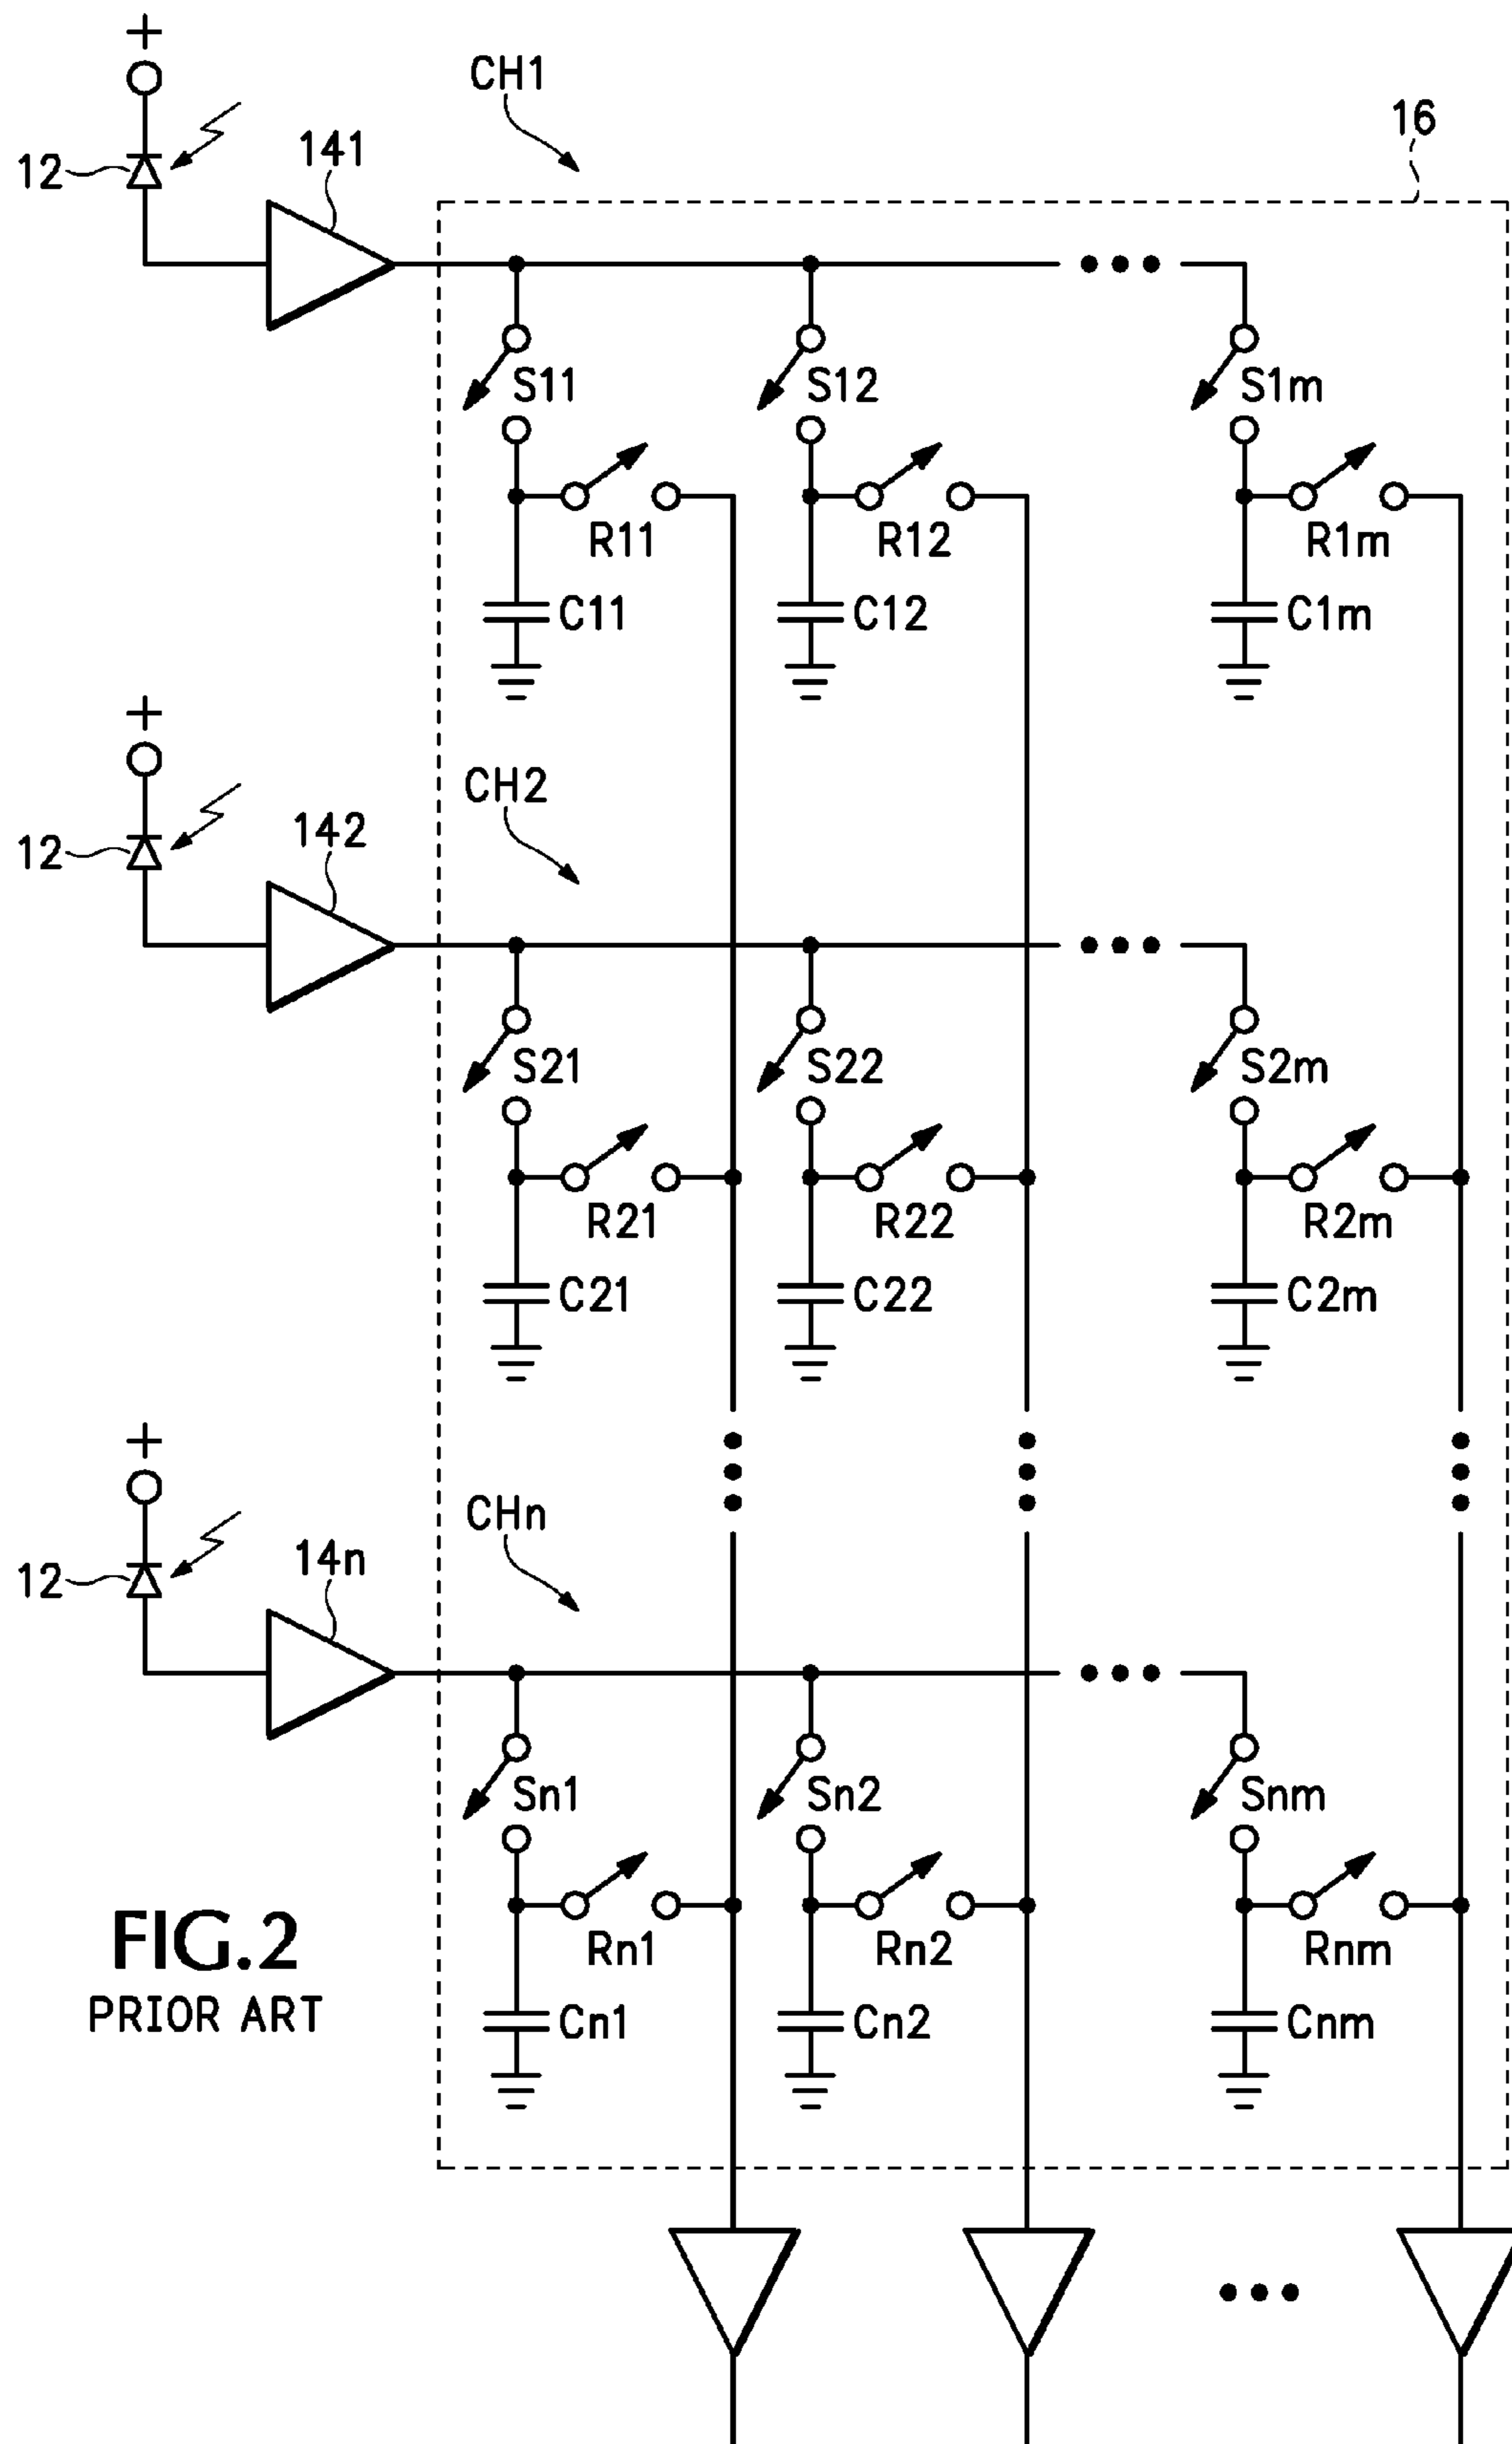 +
CH1
16
12
141
S11
S12
S1m
R11
R12
R1m
C11
C12
C1m
+
CH2
12
142
S21
S22
S2m
R21
R22
R2m
C21
C22
C2m
+
CHn
12
14n
Sn1
Sn2
Snm
Rn1
Rn2
Rnm
FIG.2
PRIOR ART
Cn1
Cn2
Cnm